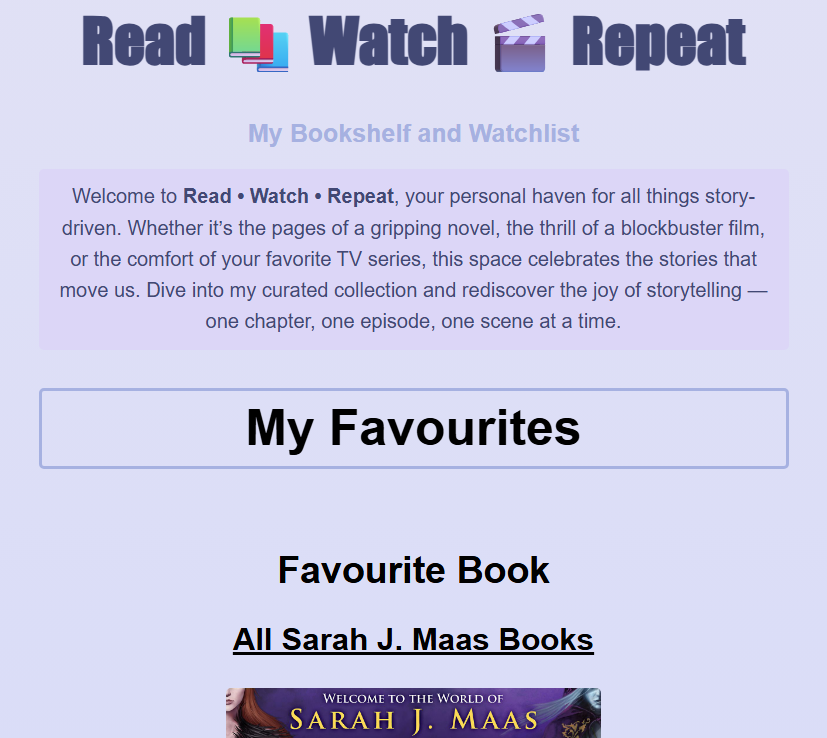 Read 📚 Watch 🎬 Repeat
My Bookshelf and Watchlist
Welcome to Read • Watch • Repeat, your personal haven for all things story-
driven. Whether it’s the pages of a gripping novel, the thrill of a blockbuster film,
or the comfort of your favorite TV series, this space celebrates the stories that
move us. Dive into my curated collection and rediscover the joy of storytelling —
one chapter, one episode, one scene at a time.
My Favourites
Favourite Book
All Sarah J. Maas Books
Welcome to the World of
Sarah J. Maas